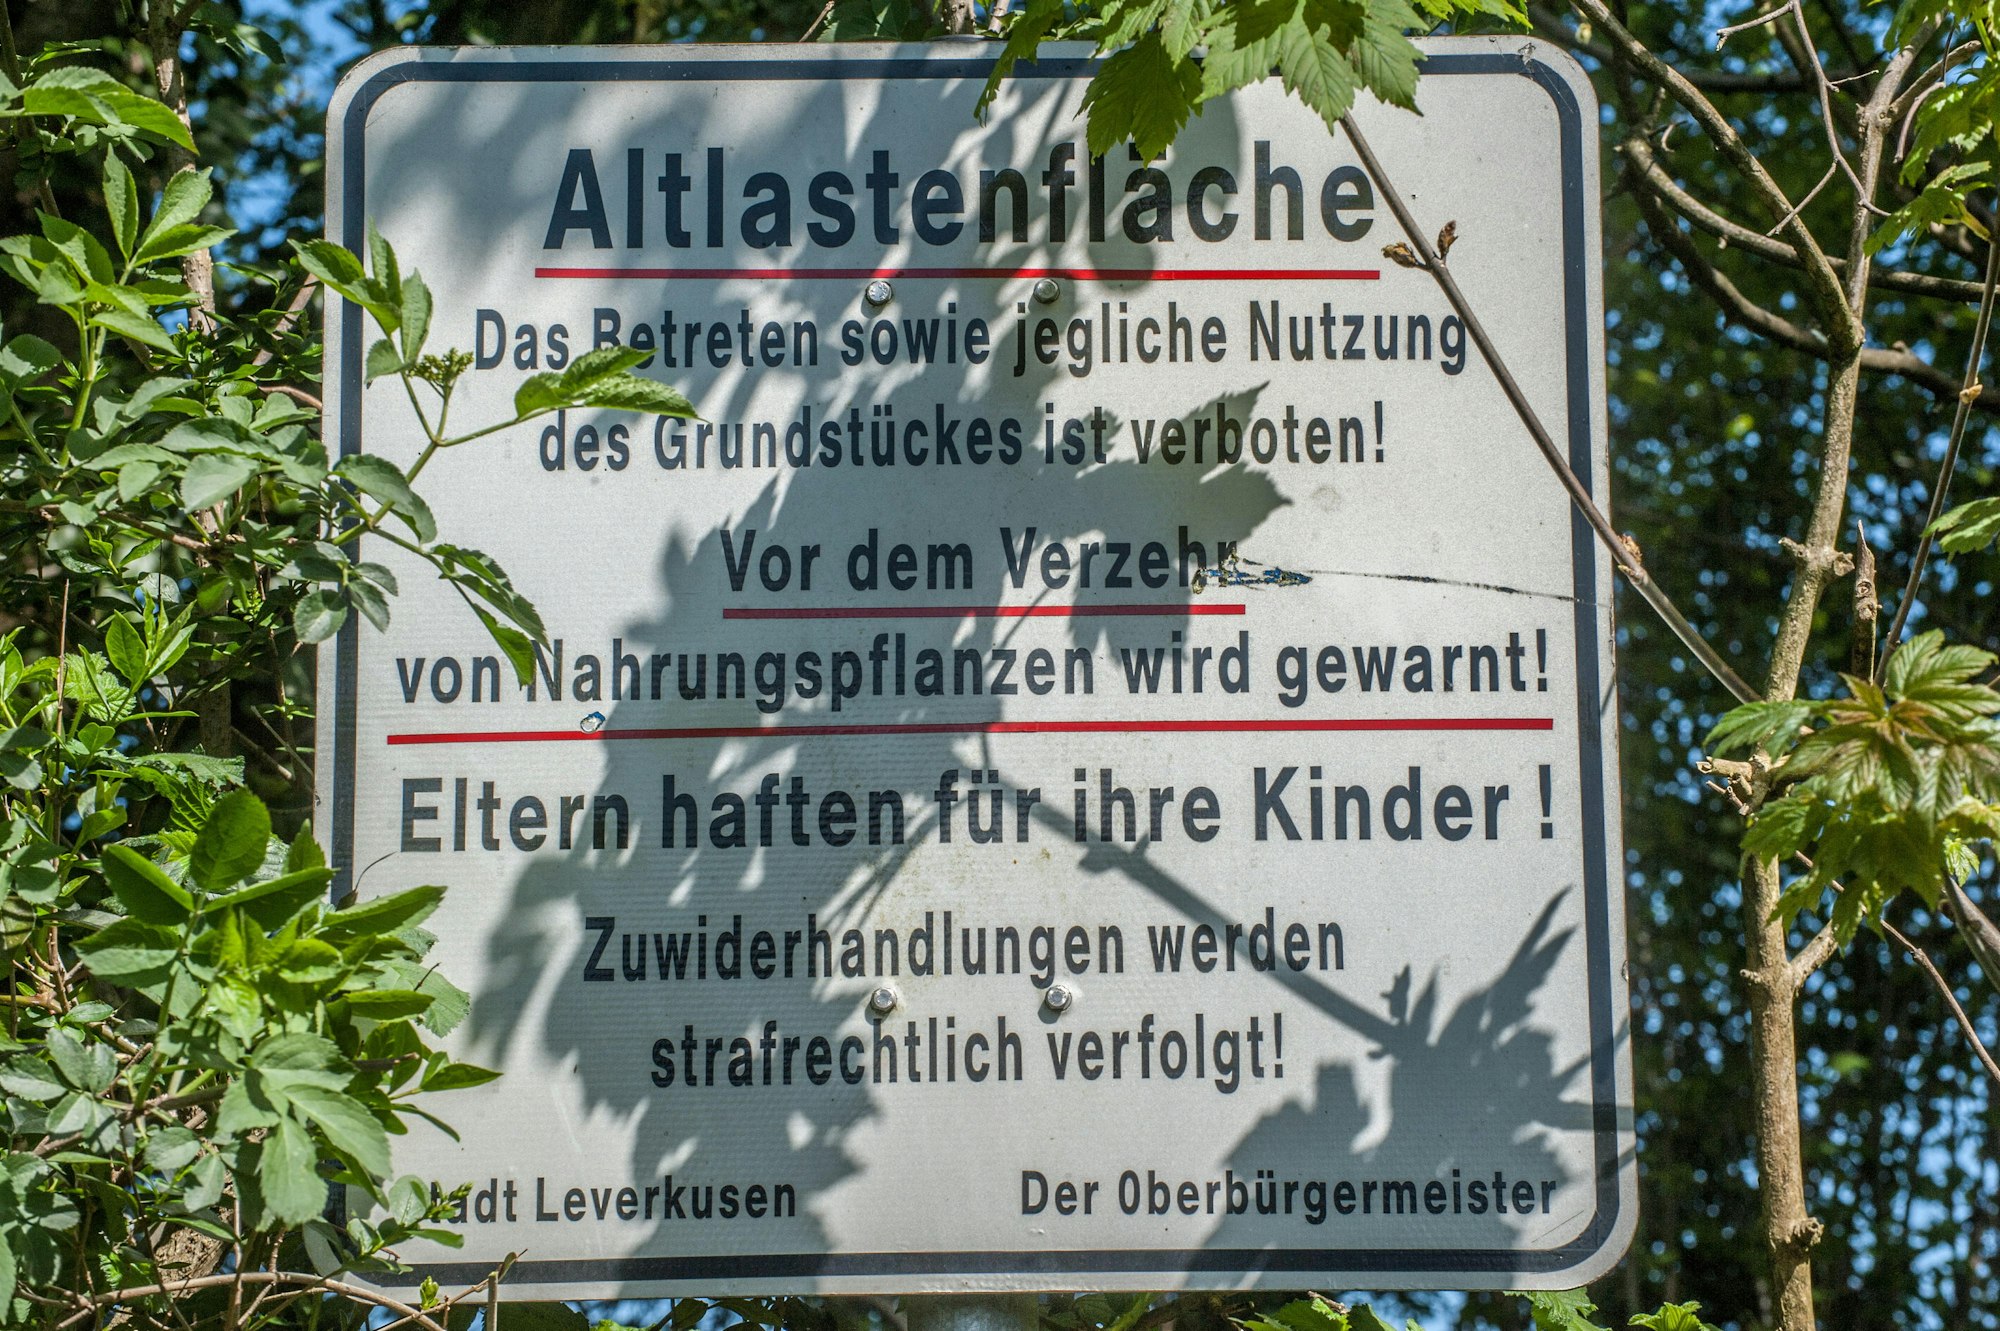 Altlastenfläche
Das Betreten sowie jegliche Nutzung
des Grundstückes ist verboten!
Vor dem Verzehr
von Nahrungspflanzen wird gewarnt!
Eltern haften für ihre Kinder !
Zuwiderhandlungen werden
strafrechtlich verfolgt!
Stadt Leverkusen
Der Oberbürgermeister